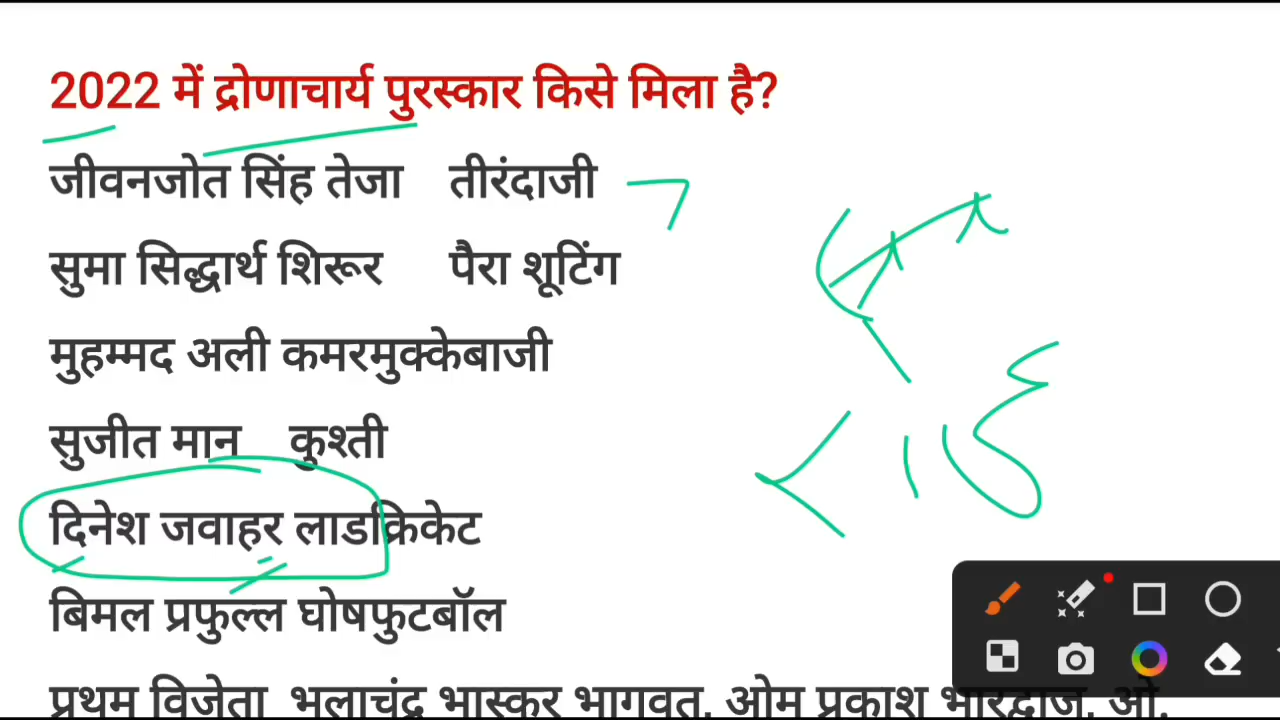 2022 में द्रोणाचार्य पुरस्कार किसे मिला है?
जीवनजोत सिंह तेजा तीरंदाजी
सुमा सिद्धार्थ शिरूर पैरा शूटिंग
मुहम्मद अली कमरमुक्केबाजी
सुजीत मान कुश्ती
दिनेश जवाहर लाडक्रिकेट
बिमल प्रफुल्ल घोषफुटबॉल
प्रथम विजेता भलाचंद्र भास्कर भागवत, ओम प्रकाश भारद्वाज, ओ.